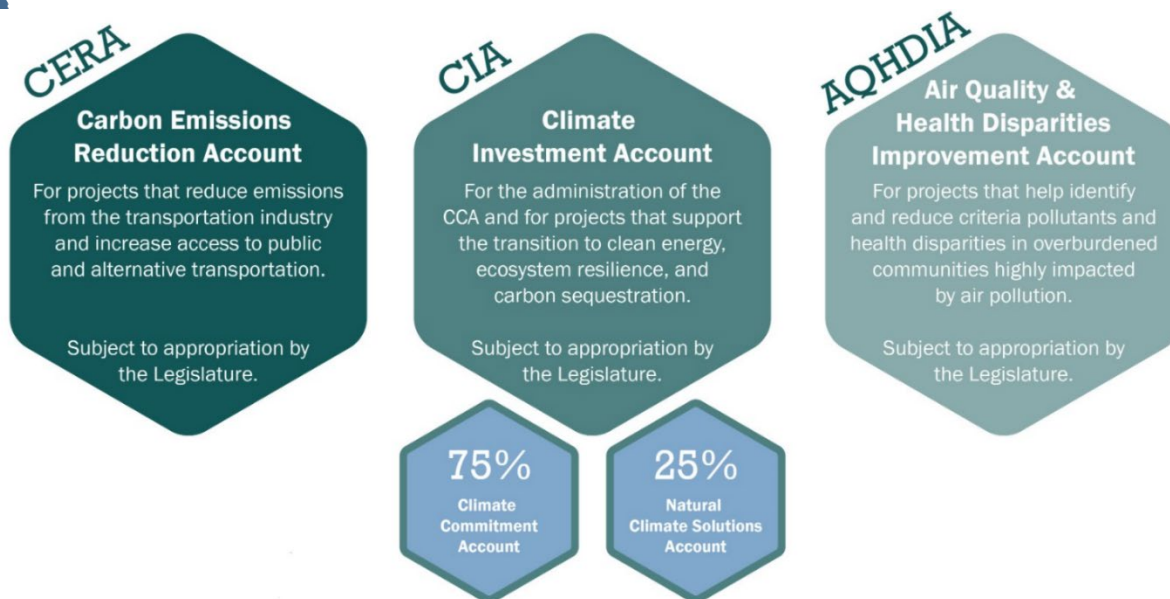 CERA
Carbon Emissions
Reduction Account
For projects that reduce emissions
from the transportation industry
and increase access to public
and alternative transportation.
Subject to appropriation by
the Legislature.
CIA
Climate
Investment Account
For the administration of the
CCA and for projects that support
the transition to clean energy,
ecosystem resilience, and
carbon sequestration.
Subject to appropriation by
the Legislature.
75%
Climate
Commitment
Account
25%
Natural
Climate Solutions
Account
AQHDIA
Air Quality &
Health Disparities
Improvement Account
For projects that help identify
and reduce criteria pollutants and
health disparities in overburdened
communities highly impacted
by air pollution.
Subject to appropriation by
the Legislature.